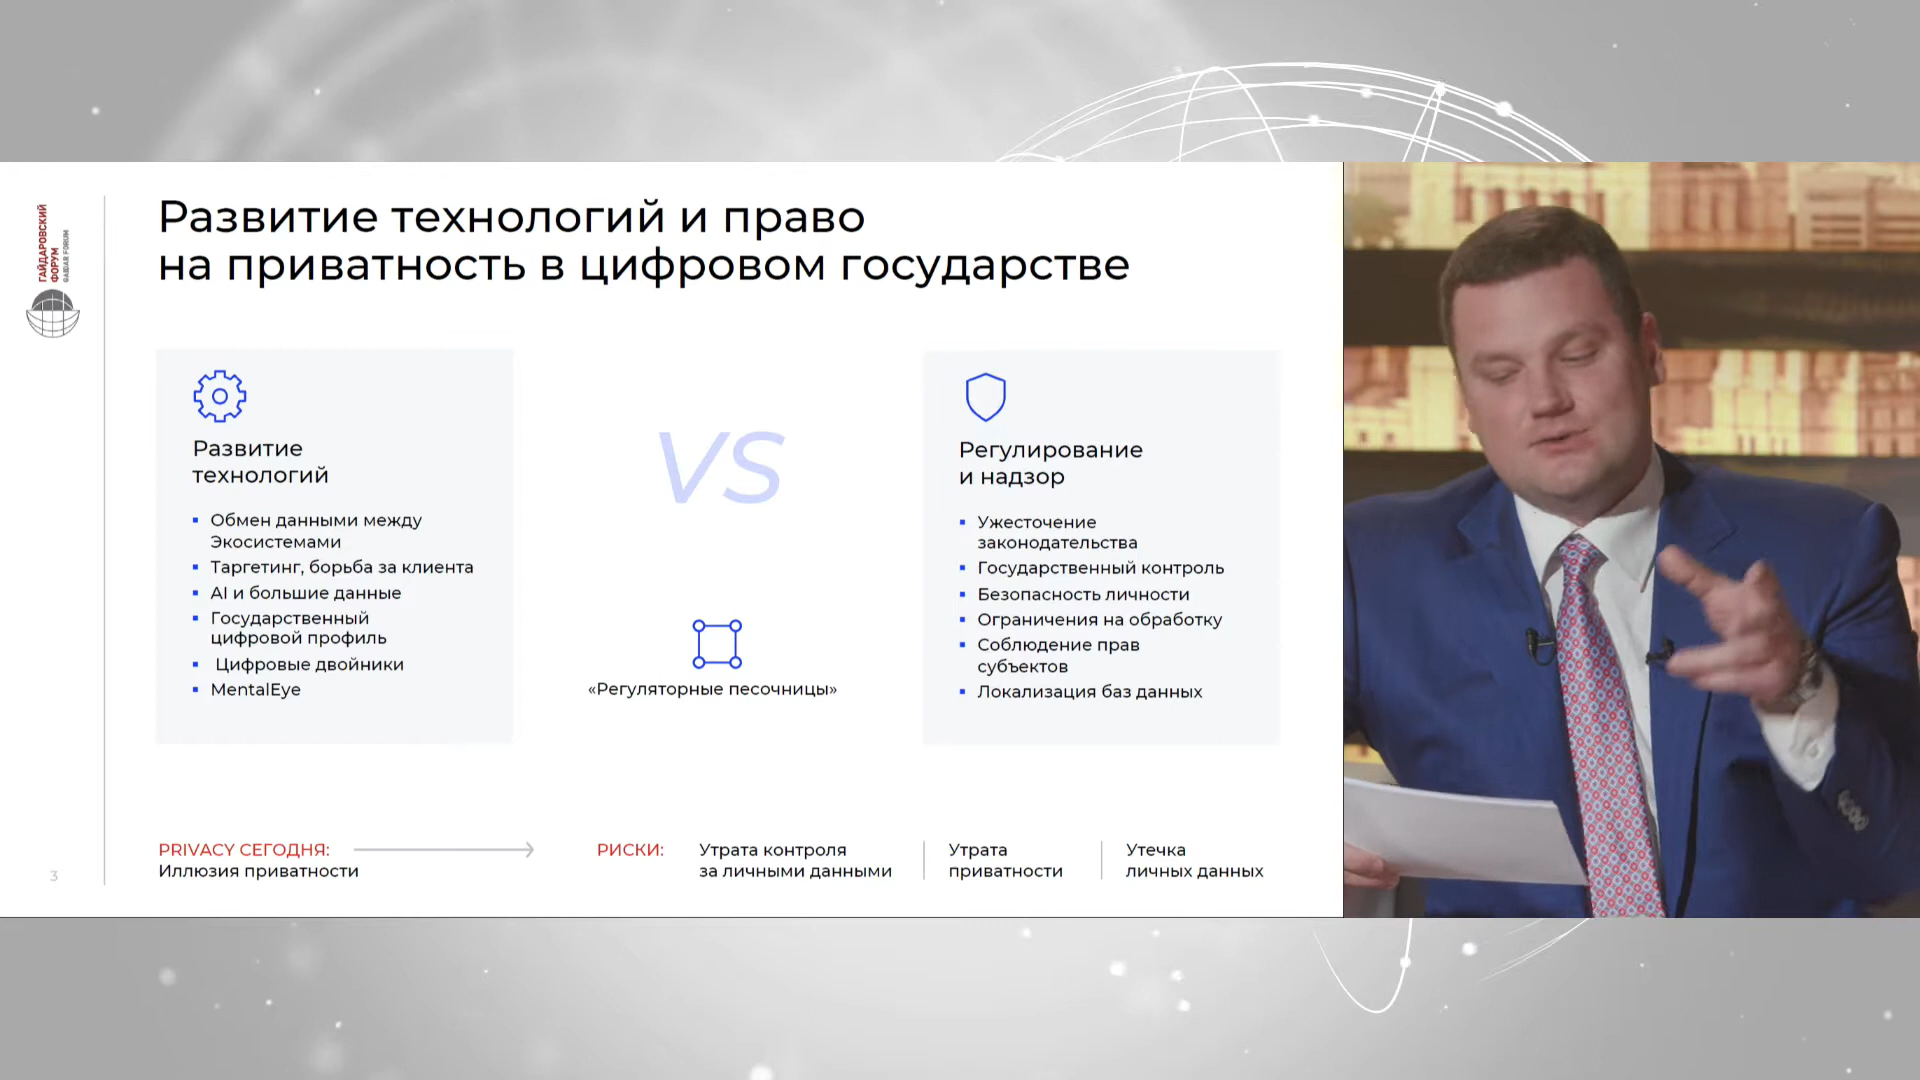 ГАЙДАРОВСКИЙ
ФОРУМ
GAIDAR FORUM
Развитие технологий и право
на приватность в цифровом государстве
Развитие
технологий
Обмен данными между
Экосистемами
Таргетинг, борьба за клиента
AI и большие данные
Государственный
цифровой профиль
Цифровые двойники
MentalEye
VS
«Регуляторные песочницы»
Регулирование
и надзор
Ужесточение
законодательства
Государственный контроль
Безопасность личности
Ограничения на обработку
Соблюдение прав
субъектов
Локализация баз данных
PRIVACY СЕГОДНЯ:
Иллюзия приватности
РИСКИ:
Утрата контроля
за личными данными
Утрата
приватности
Утечка
личных данных
3